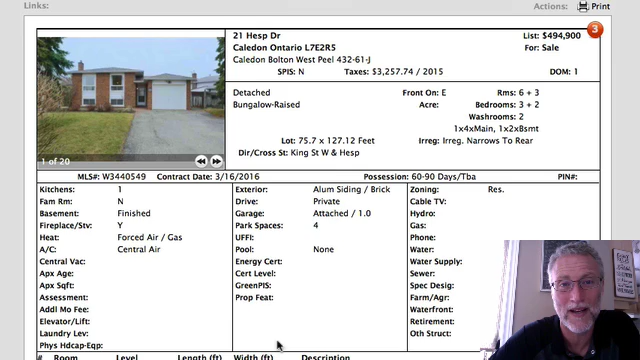 Links:
Actions: Print
3
21 Hesp Dr List: $494,900
Caledon Ontario L7E2R5 For: Sale
Caledon Bolton West Peel 432-61-J
SPIS: N Taxes: $3,257.74 / 2015 DOM: 1
Detached Front On: E Rms: 6 + 3
Bungalow-Raised Acre: Bedrooms: 3 + 2
Washrooms: 2
1x4xMain, 1x2xBsmt
Lot: 75.7 x 127.12 Feet Irreg: Irreg. Narrows To Rear
Dir/Cross St: King St W & Hesp
1 of 20
MLS#: W3440549 Contract Date: 3/16/2016 Possession: 60-90 Days/Tba PIN#:
Kitchens: 1 Exterior: Alum Siding / Brick Zoning: Res.
Fam Rm: N Drive: Private Cable TV:
Basement: Finished Garage: Attached / 1.0 Hydro:
Fireplace/Stv: Y Park Spaces: 4 Gas:
Heat: Forced Air / Gas UFFI: Phone:
A/C: Central Air Pool: None Water:
Central Vac: Energy Cert: Water Supply:
Apx Age: Cert Level: Sewer:
Apx Sqft: GreenPIS: Spec Desig:
Assessment: Prop Feat: Farm/Agr:
Addl Mo Fee: Waterfront:
Elevator/Lift: Retirement:
Laundry Lev: Oth Struct:
Phys Hdcap-Eqp:
# Room Level Length (ft) Width (ft) Description